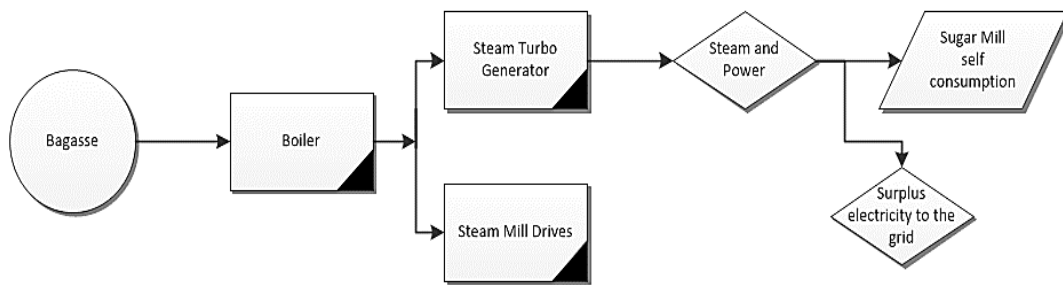 Bagasse
Boiler
Steam Turbo
Generator
Steam Mill Drives
Steam and
Power
Sugar Mill
self
consumption
Surplus
electricity to the
grid